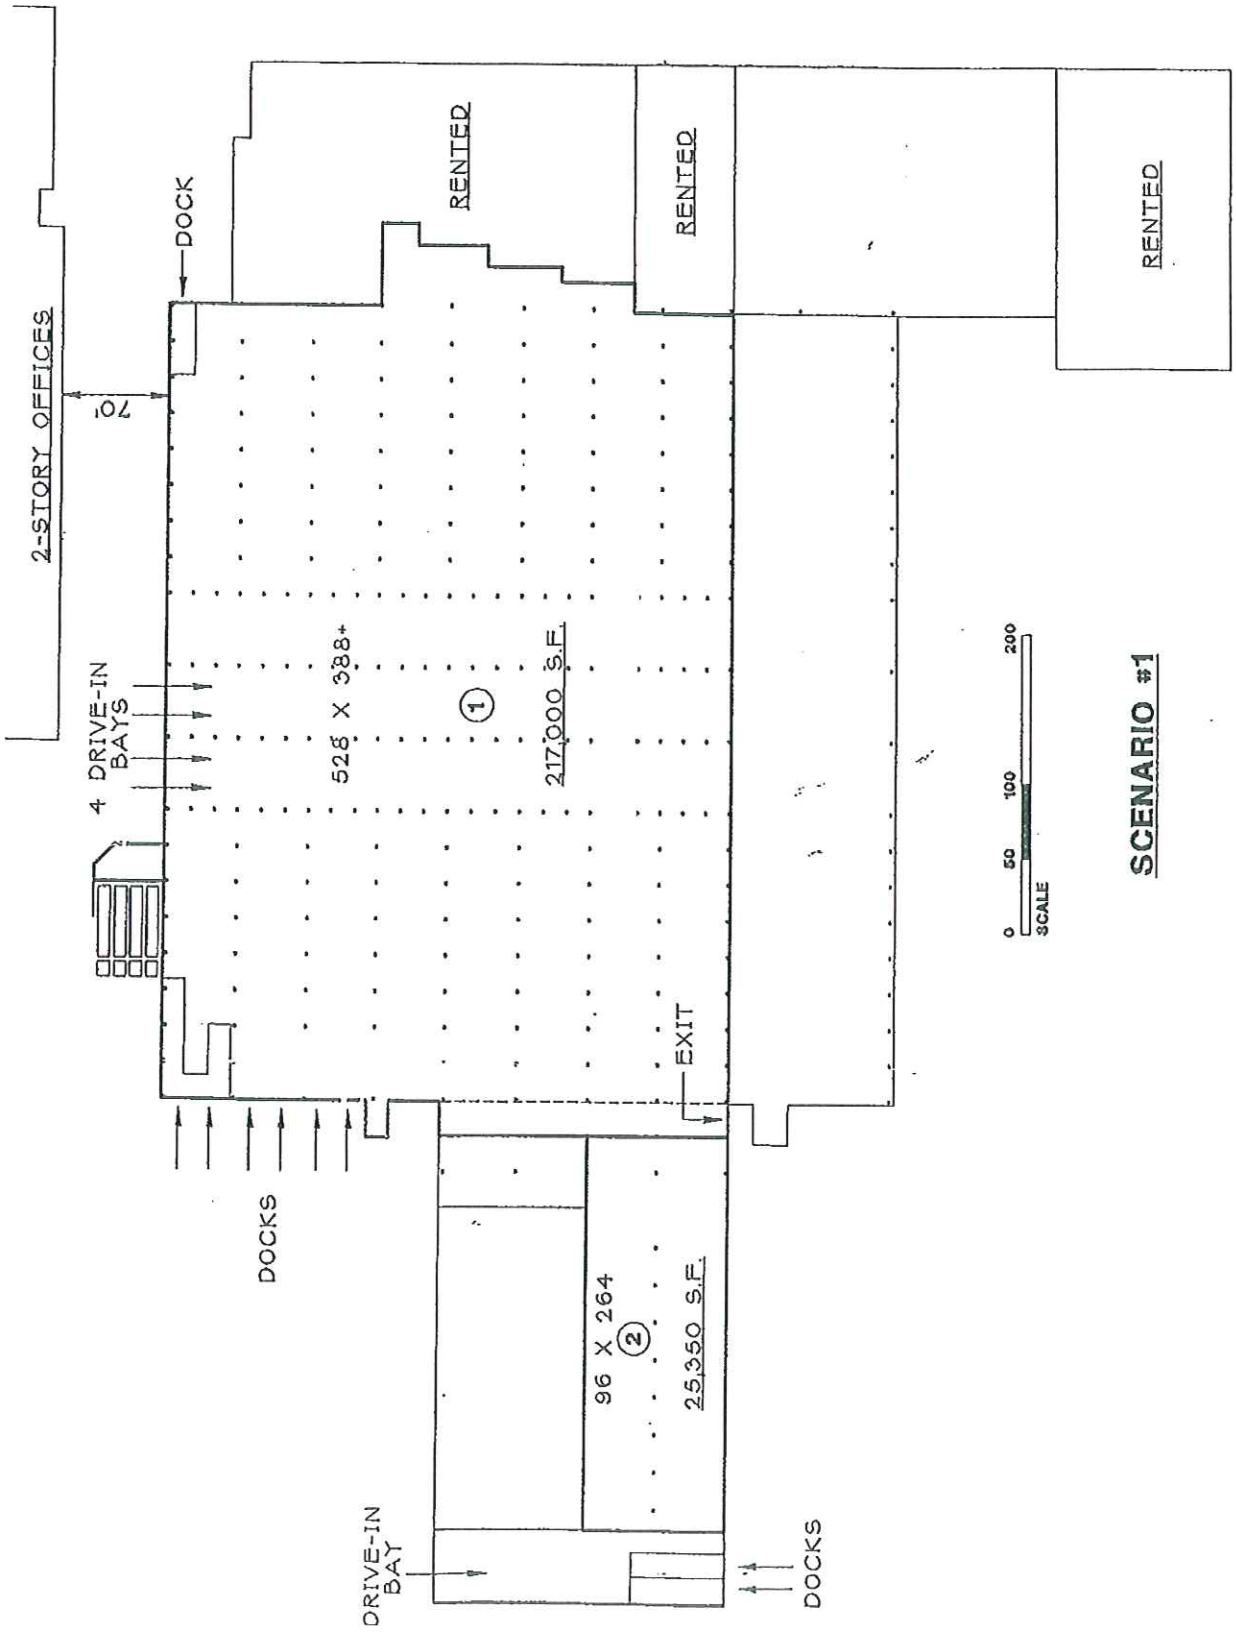 2-STORY OFFICES
70'
DOCK
RENTED
RENTED
RENTED
4 DRIVE-IN
BAYS
528 X 388+
1
217,000 S.F.
DOCKS
EXIT
96 X 264
2
25,350 S.F.
DRIVE-IN
BAY
DOCKS
0 50 100 200
SCALE
SCENARIO #1